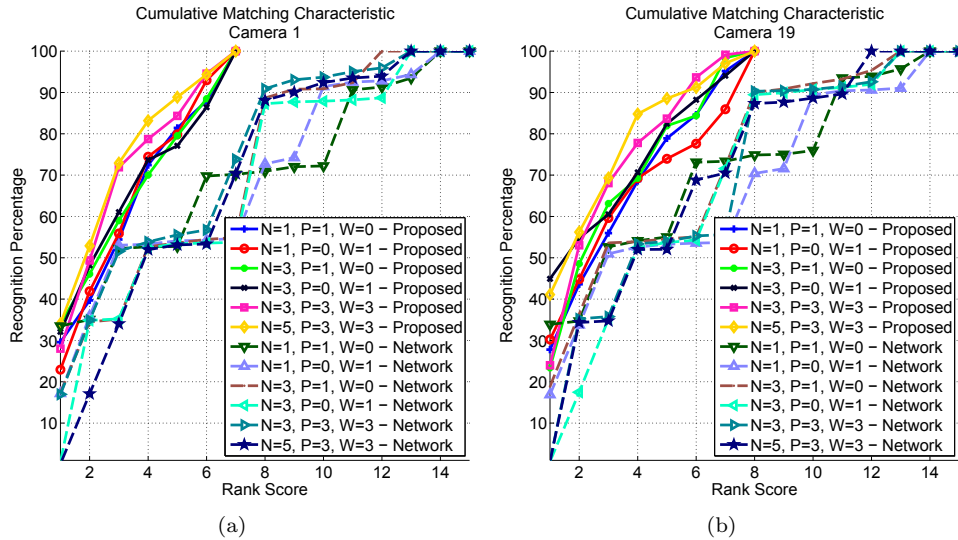 Cumulative Matching Characteristic
Camera 1
100
90
80
70
60
50
40
30
20
10
2 4 6 8 10 12 14
Recognition Percentage
Rank Score
N=1, P=1, W=0 − Proposed
N=1, P=0, W=1 − Proposed
N=3, P=1, W=0 − Proposed
N=3, P=0, W=1 − Proposed
N=3, P=3, W=3 − Proposed
N=5, P=3, W=3 − Proposed
N=1, P=1, W=0 − Network
N=1, P=0, W=1 − Network
N=3, P=1, W=0 − Network
N=3, P=0, W=1 − Network
N=3, P=3, W=3 − Network
N=5, P=3, W=3 − Network
(a)
Cumulative Matching Characteristic
Camera 19
100
90
80
70
60
50
40
30
20
10
2 4 6 8 10 12 14
Recognition Percentage
Rank Score
N=1, P=1, W=0 − Proposed
N=1, P=0, W=1 − Proposed
N=3, P=1, W=0 − Proposed
N=3, P=0, W=1 − Proposed
N=3, P=3, W=3 − Proposed
N=5, P=3, W=3 − Proposed
N=1, P=1, W=0 − Network
N=1, P=0, W=1 − Network
N=3, P=1, W=0 − Network
N=3, P=0, W=1 − Network
N=3, P=3, W=3 − Network
N=5, P=3, W=3 − Network
(b)